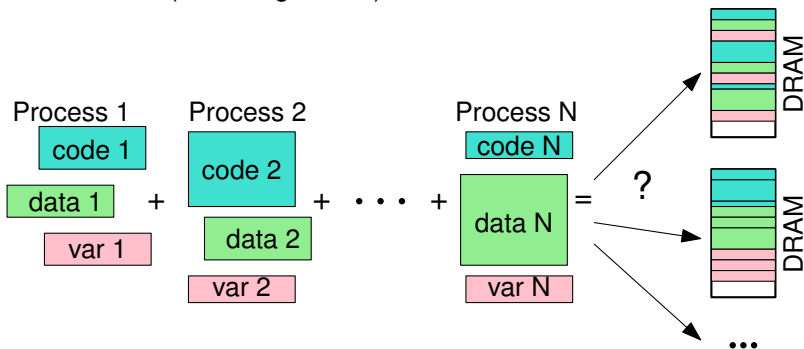 Process 1
code 1
data 1
var 1
+
Process 2
code 2
data 2
var 2
+ · · · +
Process N
code N
data N
var N
=
?
DRAM
DRAM
...